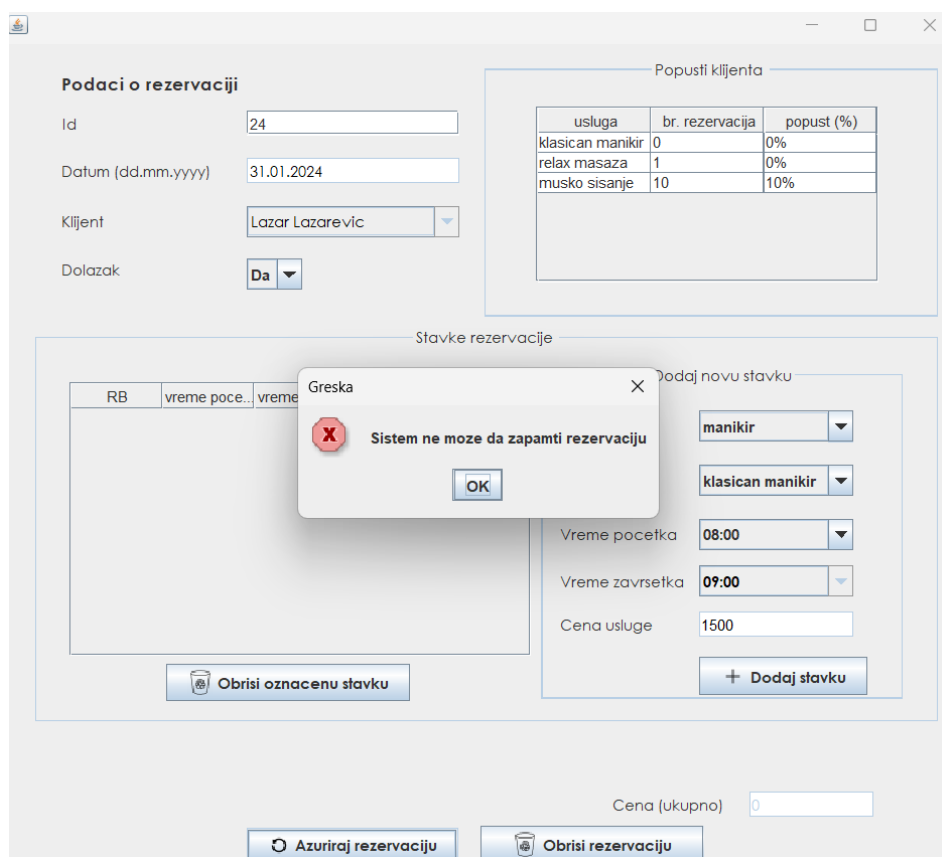 Podaci o rezervaciji
Id
24
Datum (dd.mm.yyyy)
31.01.2024
Klijent
Lazar Lazarevic
Dolazak
Da
Popusti klijenta
usluga br. rezervacija popust (%)
klasican manikir 0 0%
relax masaza 1 0%
musko sisanje 10 10%
Stavke rezervacije
RB vreme poce... vreme
Greska
Sistem ne moze da zapamti rezervaciju
OK
Dodaj novu stavku
manikir
klasican manikir
Vreme pocetka 08:00
Vreme zavrsetka 09:00
Cena usluge 1500
+ Dodaj stavku
Obrisi oznacenu stavku
Cena (ukupno) 0
Azuriraj rezervaciju
Obrisi rezervaciju